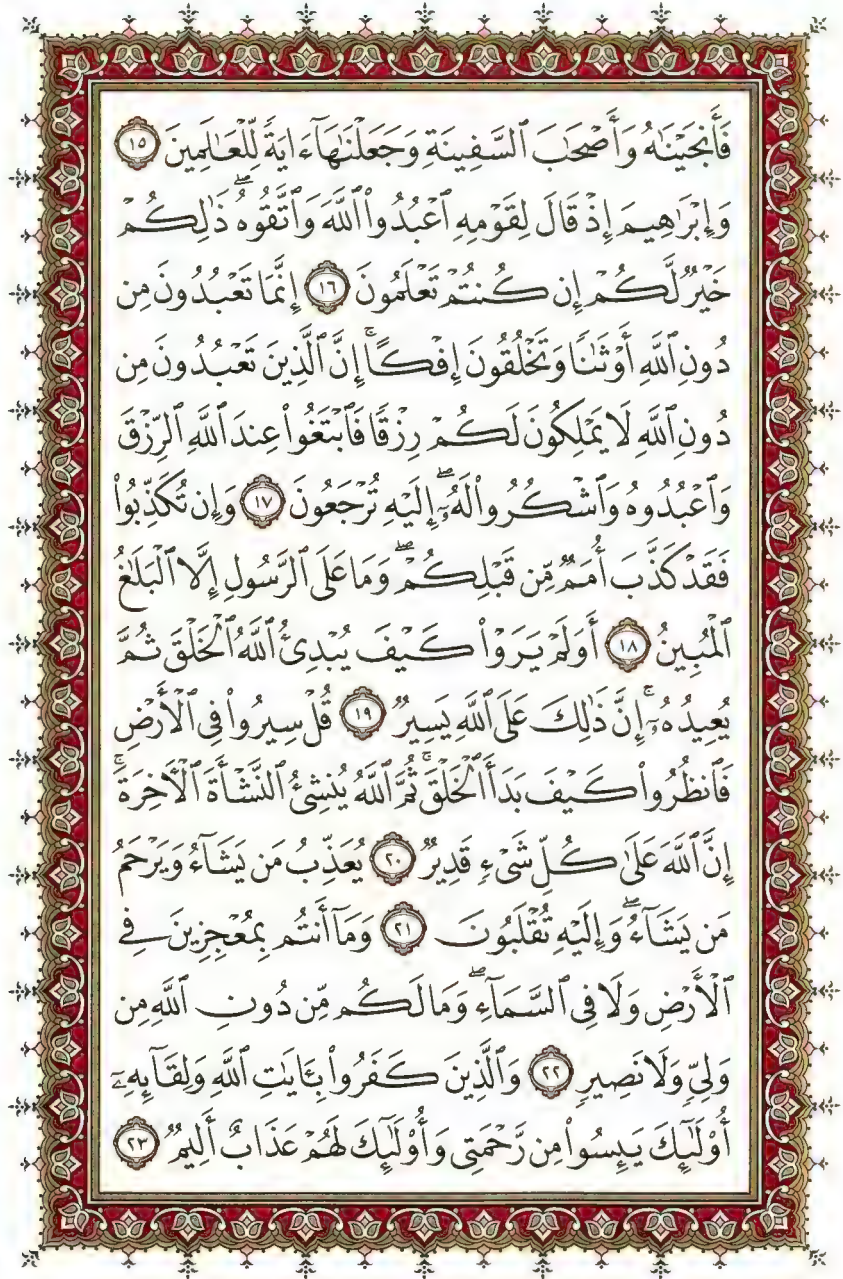 فَأَنجَيْنَٰهُ وَأَصْحَٰبَ ٱلسَّفِينَةِ وَجَعَلْنَٰهَآ ءَايَةً لِّلْعَٰلَمِينَ ١٥
وَإِبْرَٰهِيمَ إِذْ قَالَ لِقَوْمِهِ ٱعْبُدُوا۟ ٱللَّهَ وَٱتَّقُوهُ ۖ ذَٰلِكُمْ
خَيْرٌ لَّكُمْ إِن كُنتُمْ تَعْلَمُونَ ١٦ إِنَّمَا تَعْبُدُونَ مِن
دُونِ ٱللَّهِ أَوْثَٰنًا وَتَخْلُقُونَ إِفْكًا ۚ إِنَّ ٱلَّذِينَ تَعْبُدُونَ مِن
دُونِ ٱللَّهِ لَا يَمْلِكُونَ لَكُمْ رِزْقًا فَٱبْتَغُوا۟ عِندَ ٱللَّهِ ٱلرِّزْقَ
وَٱعْبُدُوهُ وَٱشْكُرُوا۟ لَهُۥٓ ۖ إِلَيْهِ تُرْجَعُونَ ١٧ وَإِن تُكَذِّبُوا۟
فَقَدْ كَذَّبَ أُمَمٌ مِّن قَبْلِكُمْ ۖ وَمَا عَلَى ٱلرَّسُولِ إِلَّا ٱلْبَلَٰغُ
ٱلْمُبِينُ ١٨ أَوَلَمْ يَرَوْا۟ كَيْفَ يُبْدِئُ ٱللَّهُ ٱلْخَلْقَ ثُمَّ
يُعِيدُهُۥٓ ۚ إِنَّ ذَٰلِكَ عَلَى ٱللَّهِ يَسِيرٌ ١٩ قُلْ سِيرُوا۟ فِى ٱلْأَرْضِ
فَٱنظُرُوا۟ كَيْفَ بَدَأَ ٱلْخَلْقَ ۚ ثُمَّ ٱللَّهُ يُنشِئُ ٱلنَّشْأَةَ ٱلْءَاخِرَةَ ۚ
إِنَّ ٱللَّهَ عَلَىٰ كُلِّ شَىْءٍ قَدِيرٌ ٢٠ يُعَذِّبُ مَن يَشَآءُ وَيَرْحَمُ
مَن يَشَآءُ ۖ وَإِلَيْهِ تُقْلَبُونَ ٢١ وَمَآ أَنتُم بِمُعْجِزِينَ فِى
ٱلْأَرْضِ وَلَا فِى ٱلسَّمَآءِ ۖ وَمَا لَكُم مِّن دُونِ ٱللَّهِ مِن
وَلِىٍّ وَلَا نَصِيرٍ ٢٢ وَٱلَّذِينَ كَفَرُوا۟ بِـَٔايَٰتِ ٱللَّهِ وَلِقَآئِهِۦٓ
أُو۟لَٰٓئِكَ يَئِسُوا۟ مِن رَّحْمَتِى وَأُو۟لَٰٓئِكَ لَهُمْ عَذَابٌ أَلِيمٌ ٢٣